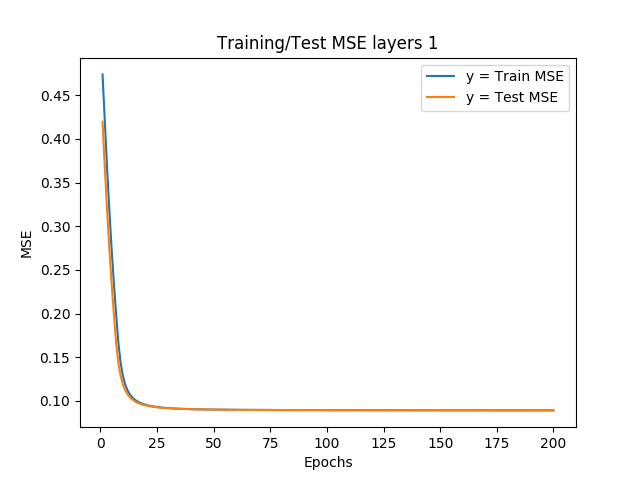 Training/Test MSE layers 1
y = Train MSE
y = Test MSE
0.45
0.40
0.35
0.30
0.25
0.20
0.15
0.10
MSE
0 25 50 75 100 125 150 175 200
Epochs